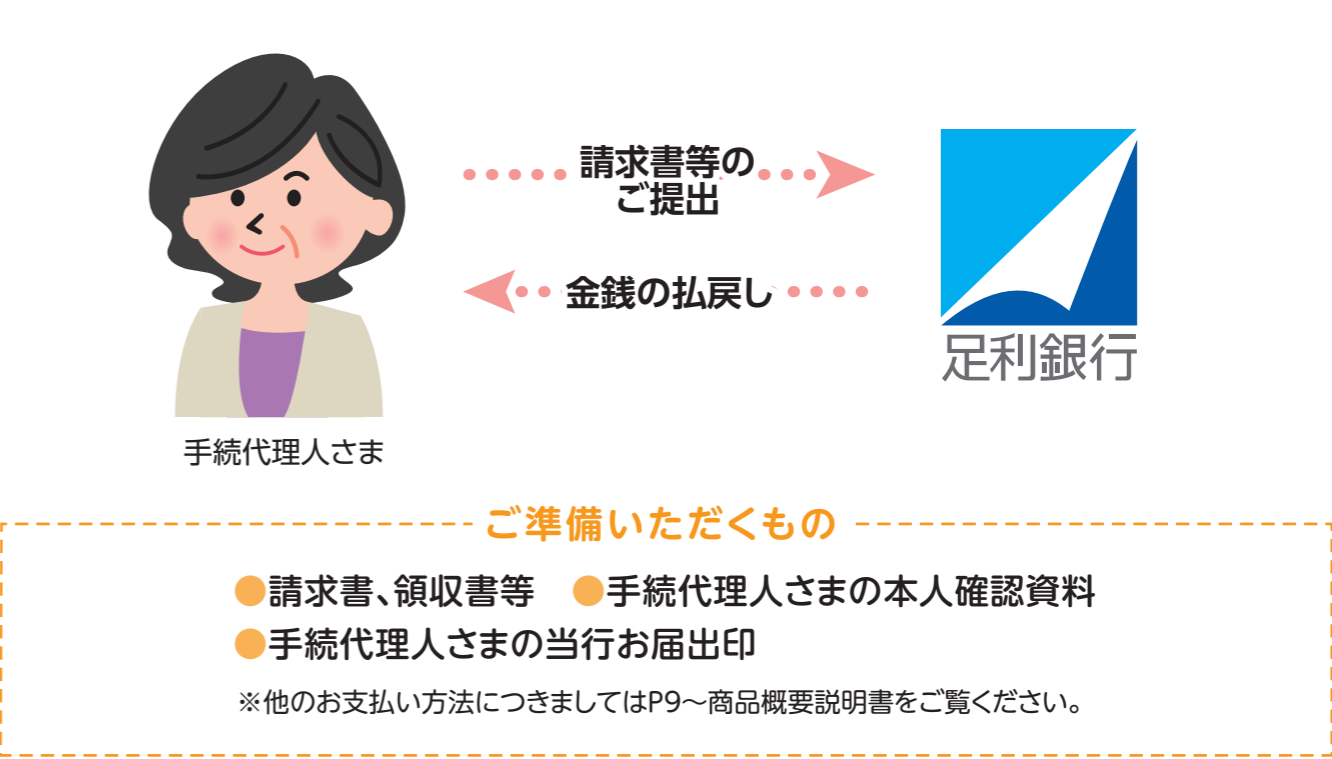 請求書等の
ご提出
金銭の払戻し
足利銀行
手続代理人さま
ご準備いただくもの
●請求書、領収書等　●手続代理人さまの本人確認資料
●手続代理人さまの当行お届出印
※他のお支払い方法につきましてはP9～商品概要説明書をご覧ください。